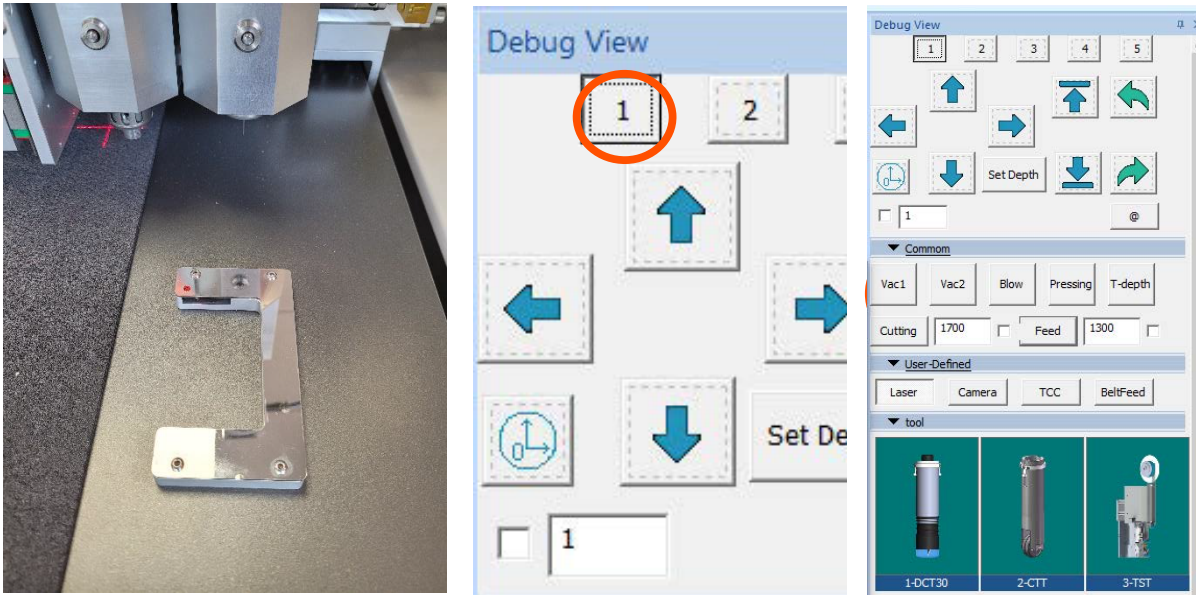 Debug View
1
2
Set De
1
Debug View
1 2 3 4 5
Set Depth
1
@
Commom
Vac1 Vac2 Blow Pressing T-depth
Cutting 1700 Feed 1300
User-Defined
Laser Camera TCC BeltFeed
tool
1-DCT30 2-CTT 3-TST